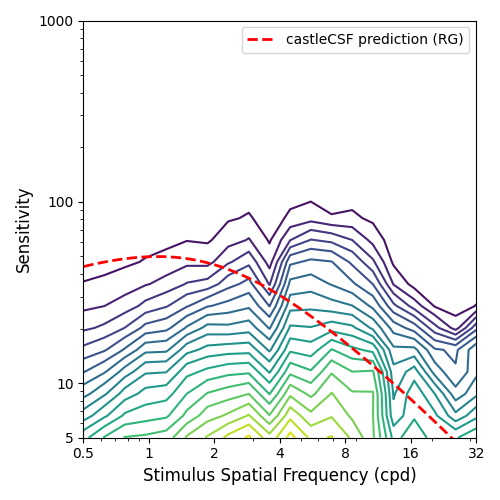 1000
castleCSF prediction (RG)
100
10
5
Sensitivity
0.5 1 2 4 8 16 32
Stimulus Spatial Frequency (cpd)